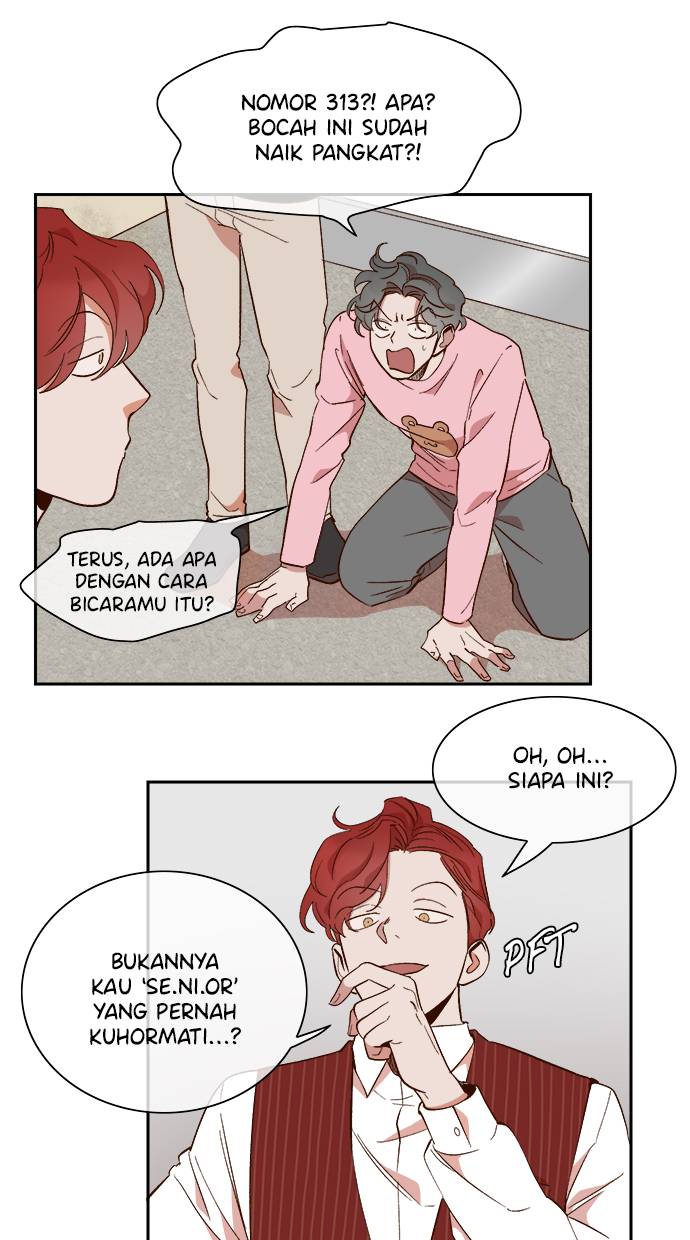 NOMOR 313?! APA?
BOCAH INI SUDAH
NAIK PANGKAT?!
TERUS, ADA APA
DENGAN CARA
BICARAMU ITU?
OH, OH...
SIAPA INI?
PFT
BUKANNYA
KAU ‘SE.NI.OR’
YANG PERNAH
KUHORMATI...?